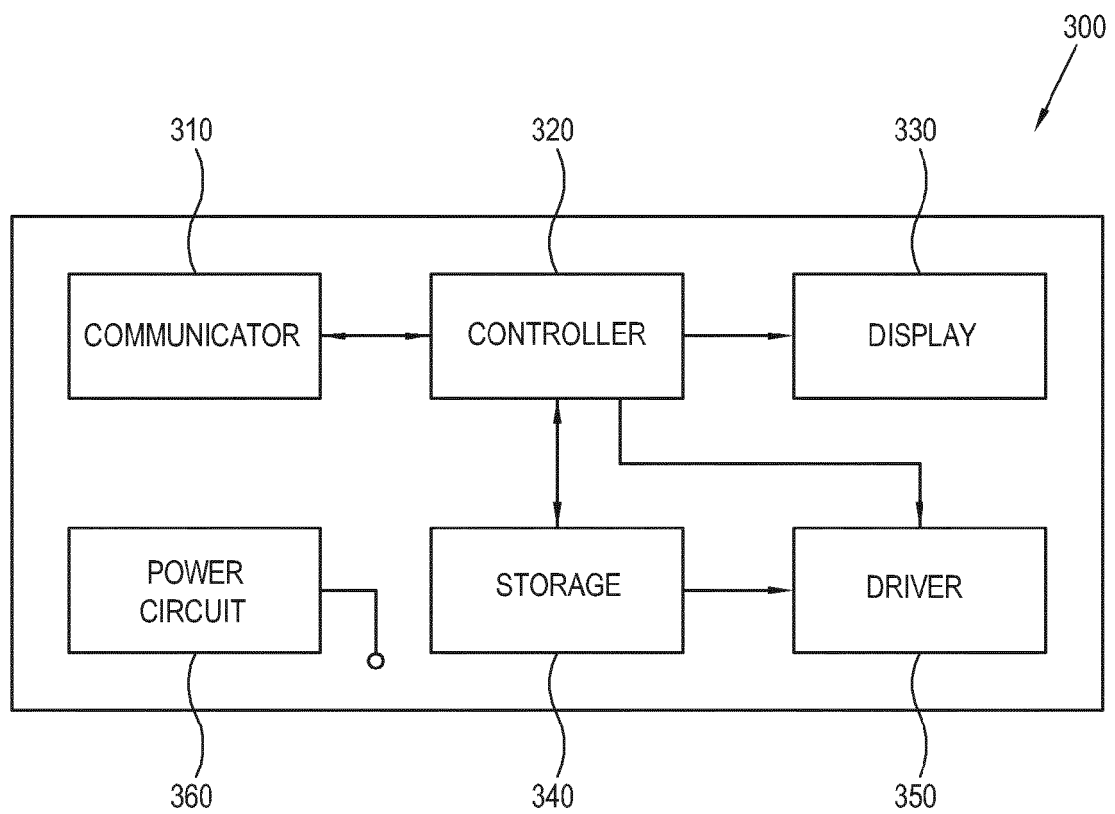 300
310
320
330
COMMUNICATOR
CONTROLLER
DISPLAY
POWER
CIRCUIT
STORAGE
DRIVER
360
340
350